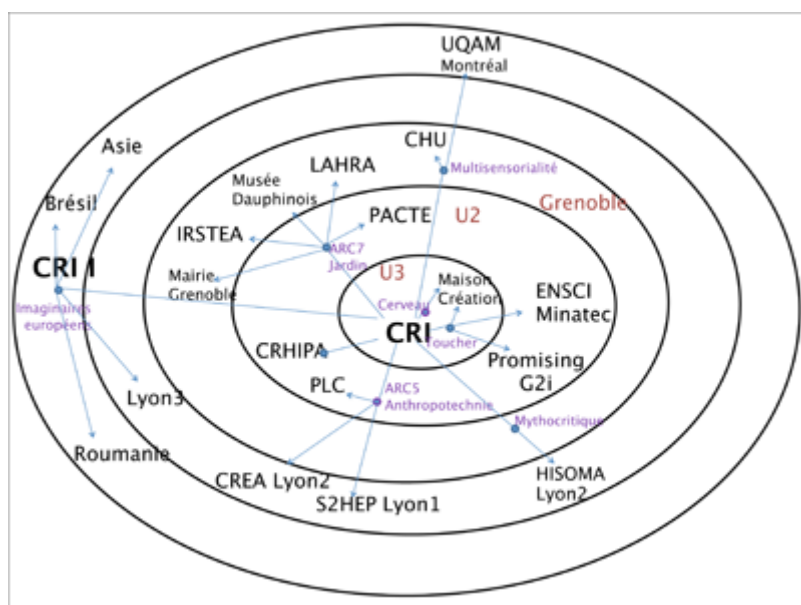 UQAM
Montréal
Asie
CHU
Multisensorialité
LAHRA
Musée
Dauphinois
Brésil
Grenoble
PACTE
U2
IRSTEA
ARC7
Jardin
CRI I
U3
Mairie
Grenoble
Maison
Création
Cerveau
ENSCI
Minatec
Imaginaires
européens
CRI
Toucher
CRHIPA
Promising
G2i
PLC
ARC5
Anthropotechnie
Lyon3
Mythocritique
Roumanie
CREA Lyon2
HISOMA
Lyon2
S2HEP Lyon1